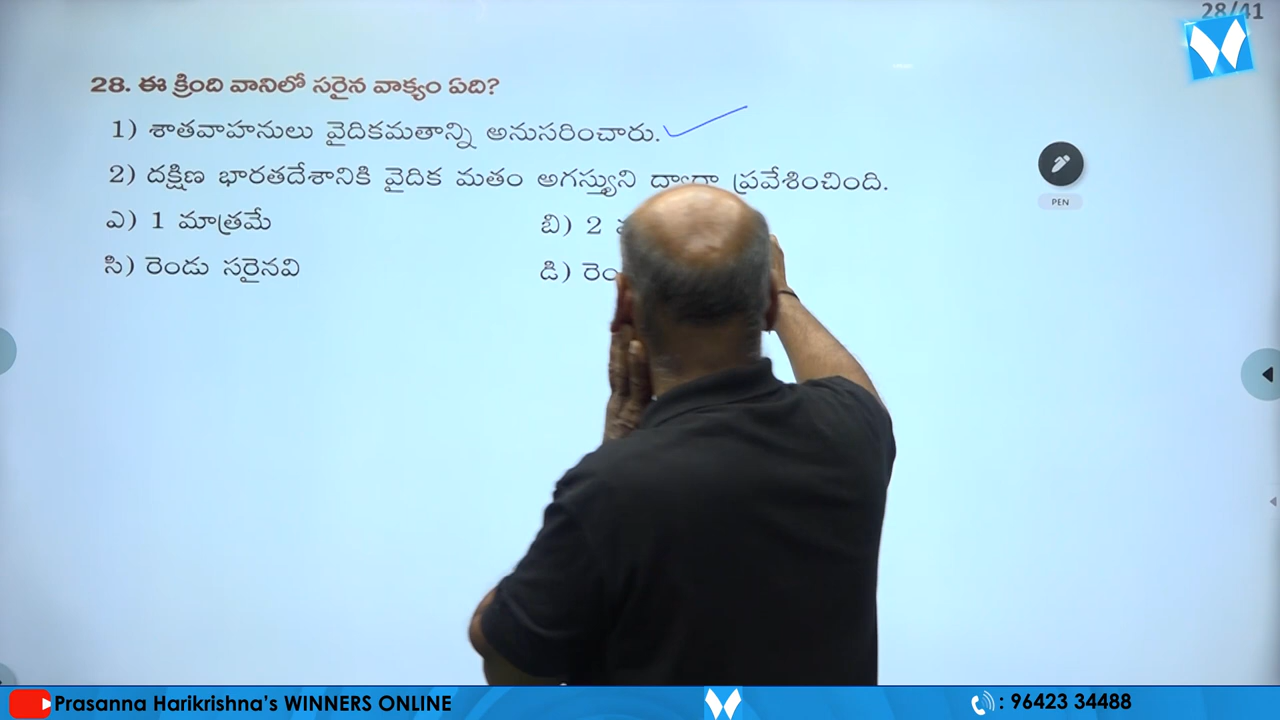 28/41
28. ఈ క్రింది వానిలో సరైన వాక్యం ఏది?
1) శాతవాహనులు వైదికమతాన్ని అనుసరించారు.
2) దక్షిణ భారతదేశానికి వైదిక మతం అగస్త్యుని ద్వారా ప్రవేశించింది.
PEN
ఎ) 1 మాత్రమే బి) 2
సి) రెండు సరైనవి డి)
Prasanna Harikrishna's WINNERS ONLINE : 96423 34488